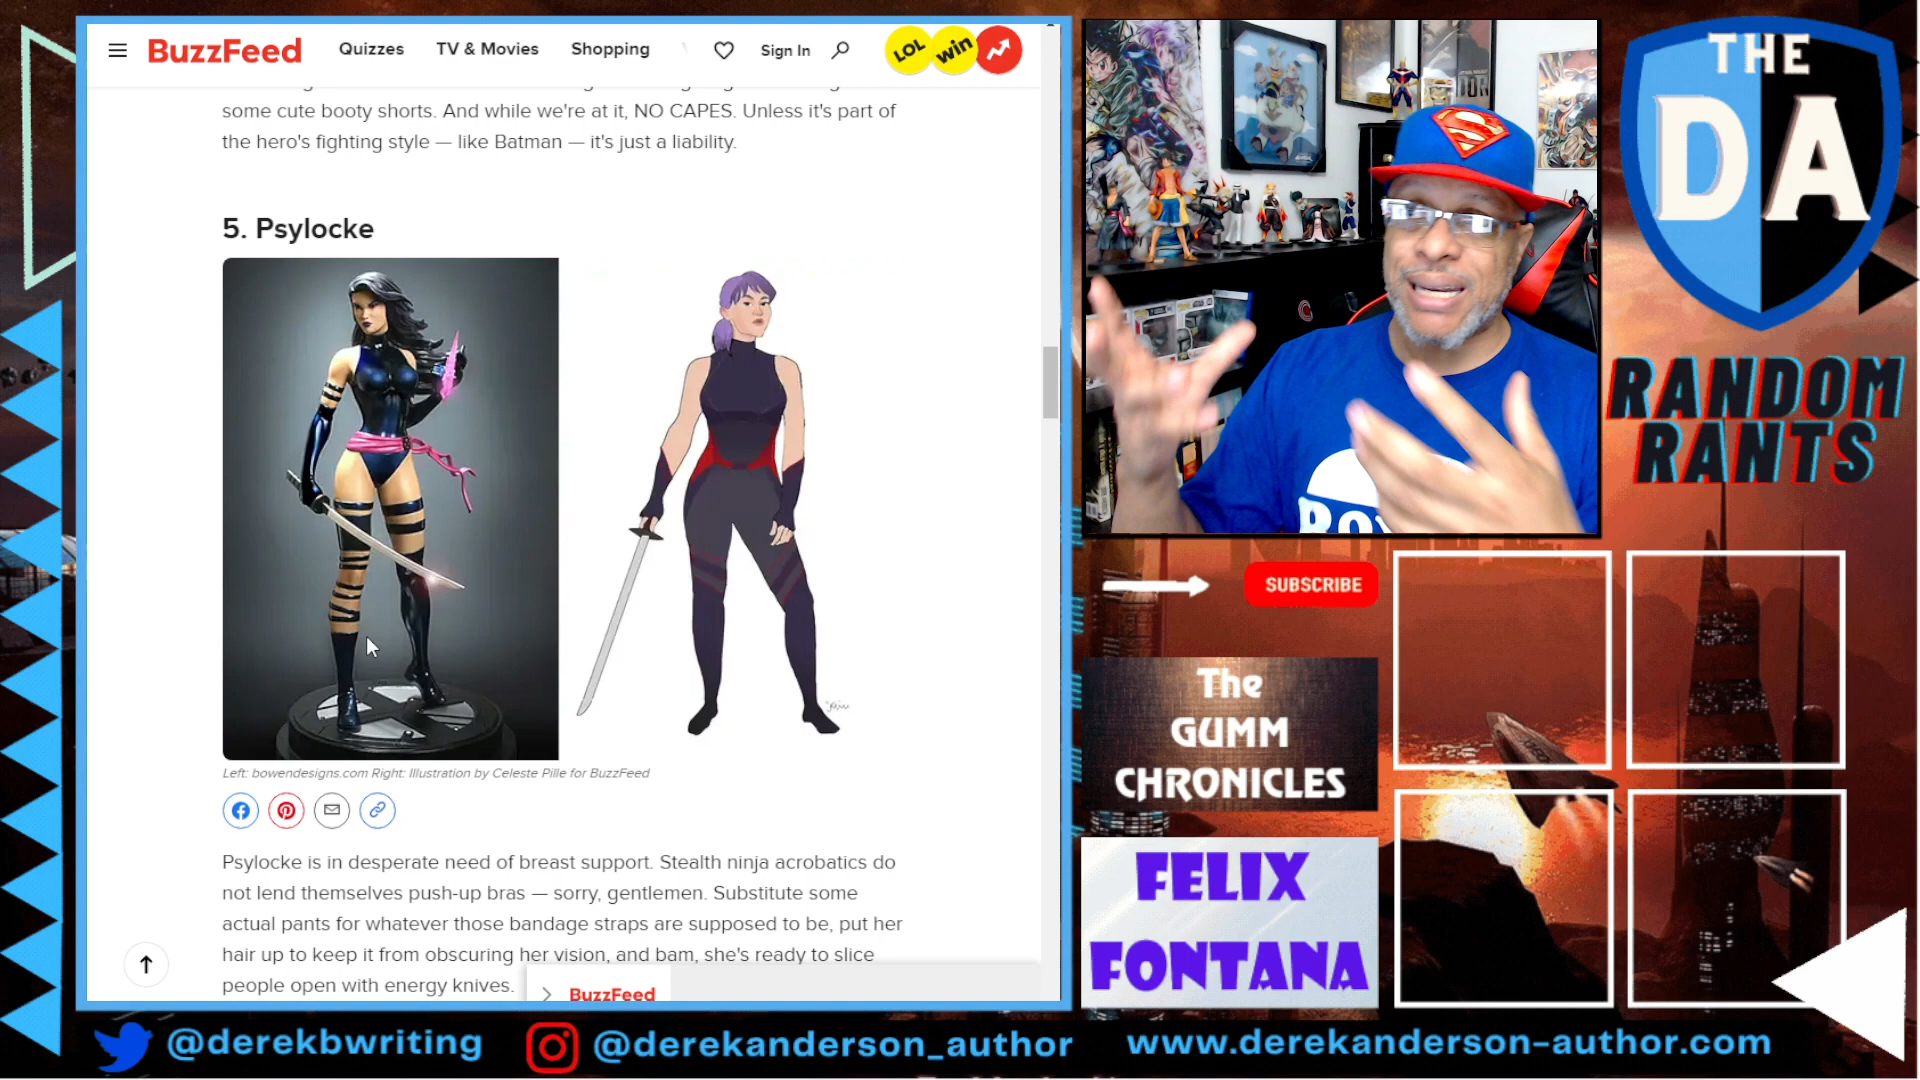 BuzzFeed Quizzes TV & Movies Shopping Sign In LOL win
some cute booty shorts. And while we're at it, NO CAPES. Unless it's part of
the hero's fighting style — like Batman — it's just a liability.
5. Psylocke
Left: bowendesigns.com Right: Illustration by Celeste Pille for BuzzFeed
Psylocke is in desperate need of breast support. Stealth ninja acrobatics do
not lend themselves push-up bras — sorry, gentlemen. Substitute some
actual pants for whatever those bandage straps are supposed to be, put her
hair up to keep it from obscuring her vision, and bam, she's ready to slice
people open with energy knives.
BuzzFeed
THE
DA
RANDOM
RANTS
SUBSCRIBE
The
GUMM
CHRONICLES
FELIX
FONTANA
@derekbwriting @derekanderson_author www.derekanderson-author.com